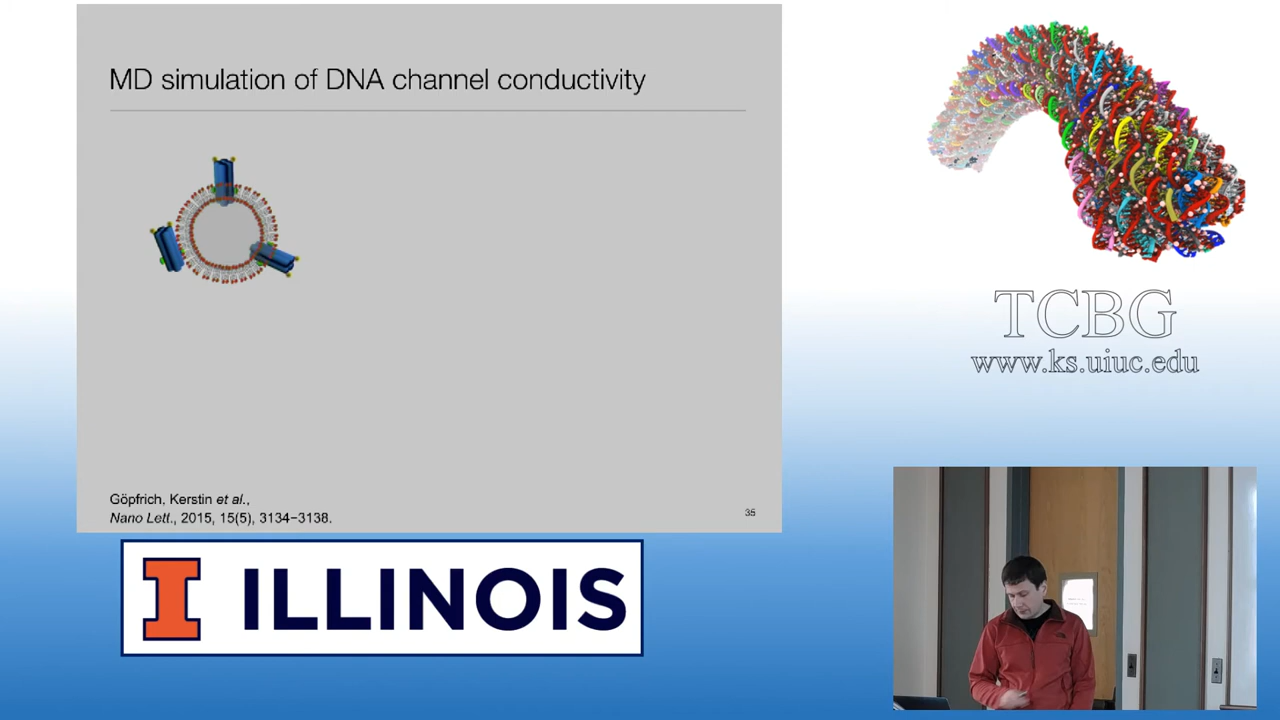 MD simulation of DNA channel conductivity
Göpfrich, Kerstin et al.,
Nano Lett., 2015, 15(5), 3134−3138.
35
TCBG
www.ks.uiuc.edu
I ILLINOIS